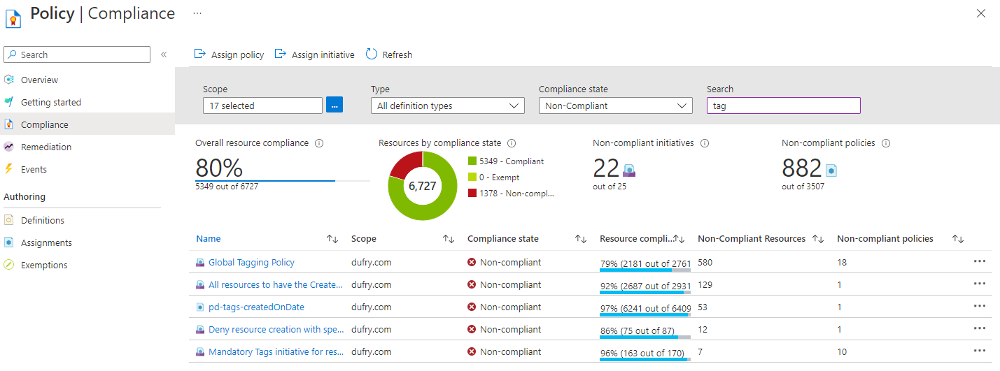 Policy | Compliance ...
Search «
Overview
Getting started
Compliance
Remediation
Events
Authoring
Definitions
Assignments
Exemptions
Assign policy Assign initiative Refresh
Scope Type Compliance state Search
17 selected ... All definition types Non-Compliant tag
Overall resource compliance
80%
5349 out of 6727
Resources by compliance state
6,727
5349 - Compliant
0 - Exempt
1378 - Non-compl...
Non-compliant initiatives
22
out of 25
Non-compliant policies
882
out of 3507
Name Scope Compliance state Resource compli... Non-Compliant Resources Non-compliant policies
Global Tagging Policy dufry.com Non-compliant 79% (2181 out of 2761 580 18 ...
All resources to have the Create... dufry.com Non-compliant 92% (2687 out of 2931 129 1 ...
pd-tags-createdOnDate dufry.com Non-compliant 97% (6241 out of 6409 53 1 ...
Deny resource creation with spe... dufry.com Non-compliant 86% (75 out of 87) 12 1 ...
Mandatory Tags initiative for res... dufry.com Non-compliant 96% (163 out of 170) 7 10 ...